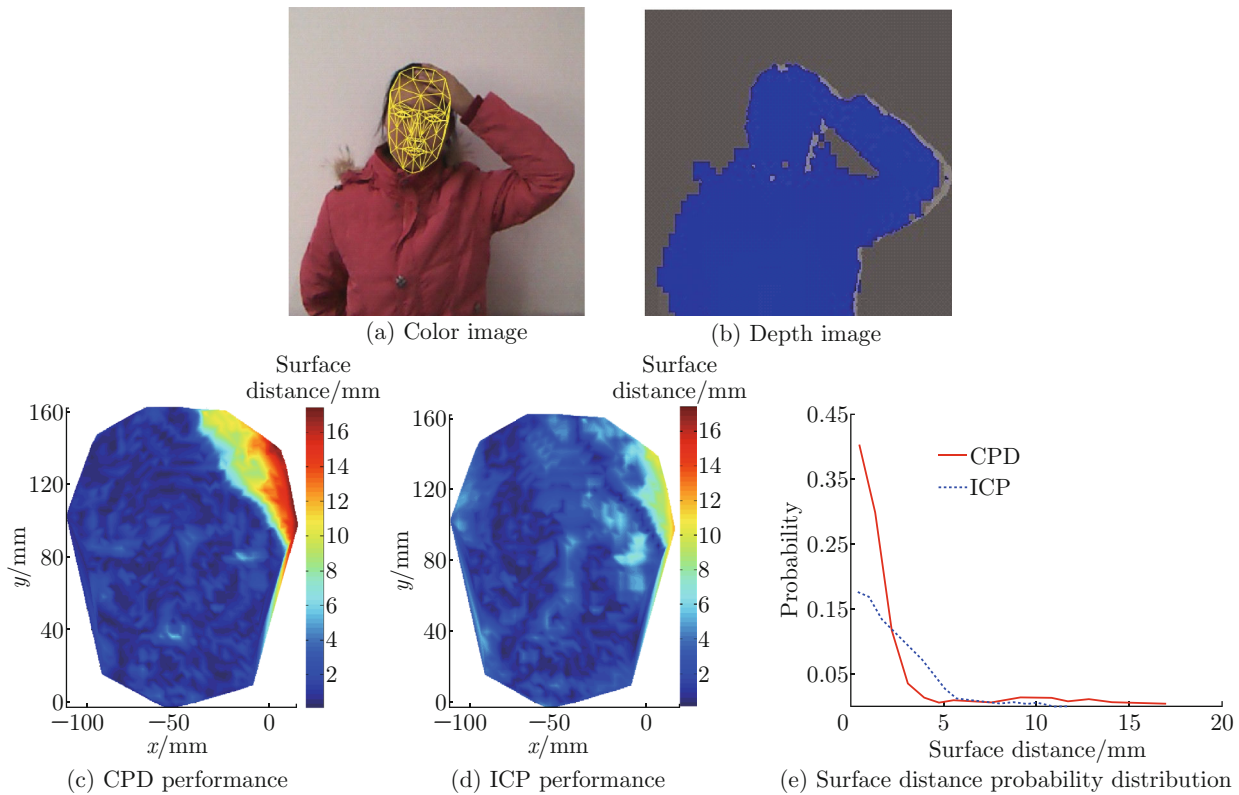 (a) Color image
(b) Depth image
Surface
distance/mm
160
120
80
40
0
y/mm
−100
−50
0
x/mm
16
14
12
10
8
6
4
2
(c) CPD performance
Surface
distance/mm
160
120
80
40
0
y/mm
−100
−50
0
x/mm
16
14
12
10
8
6
4
2
(d) ICP performance
0.45
0.35
0.25
0.15
0.05
Probability
CPD
ICP
0
5
10
15
20
Surface distance/mm
(e) Surface distance probability distribution